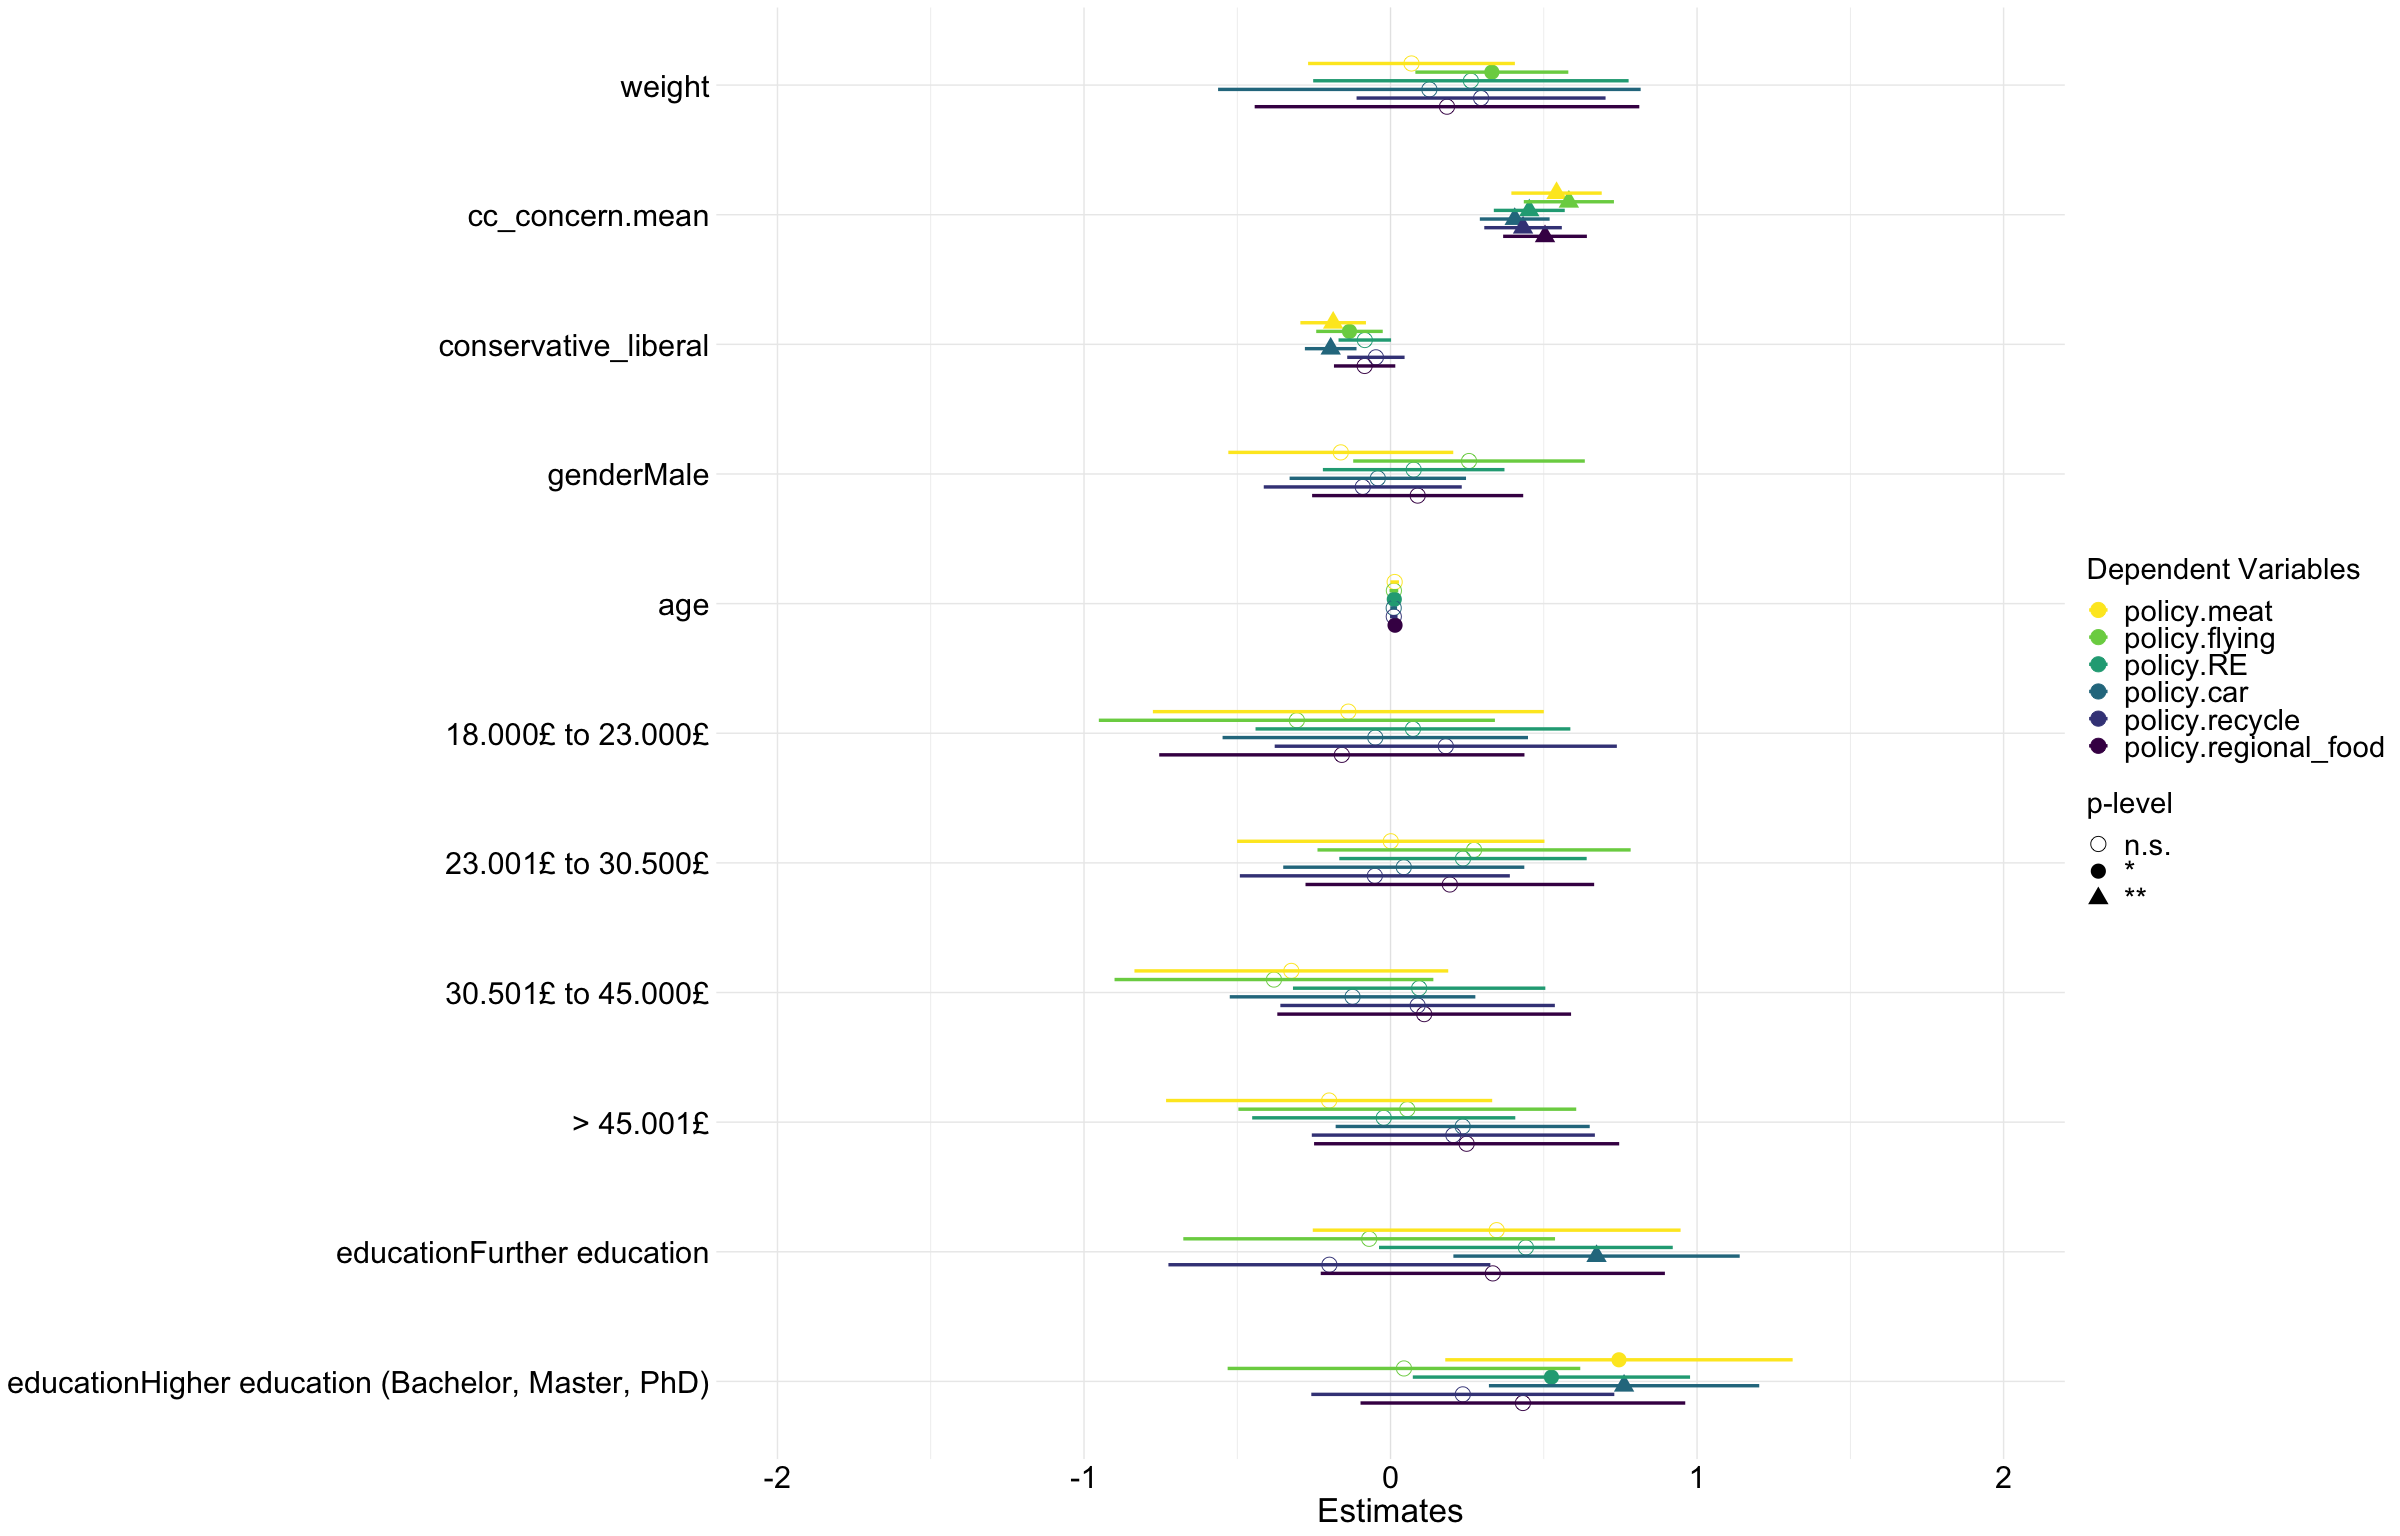 weight
cc_concern.mean
conservative_liberal
genderMale
age
18.000£ to 23.000£
23.001£ to 30.500£
30.501£ to 45.000£
> 45.001£
educationFurther education
educationHigher education (Bachelor, Master, PhD)
-2 -1 0 1 2
Estimates
Dependent Variables
policy.meat
policy.flying
policy.RE
policy.car
policy.recycle
policy.regional_food
p-level
n.s.
*
**